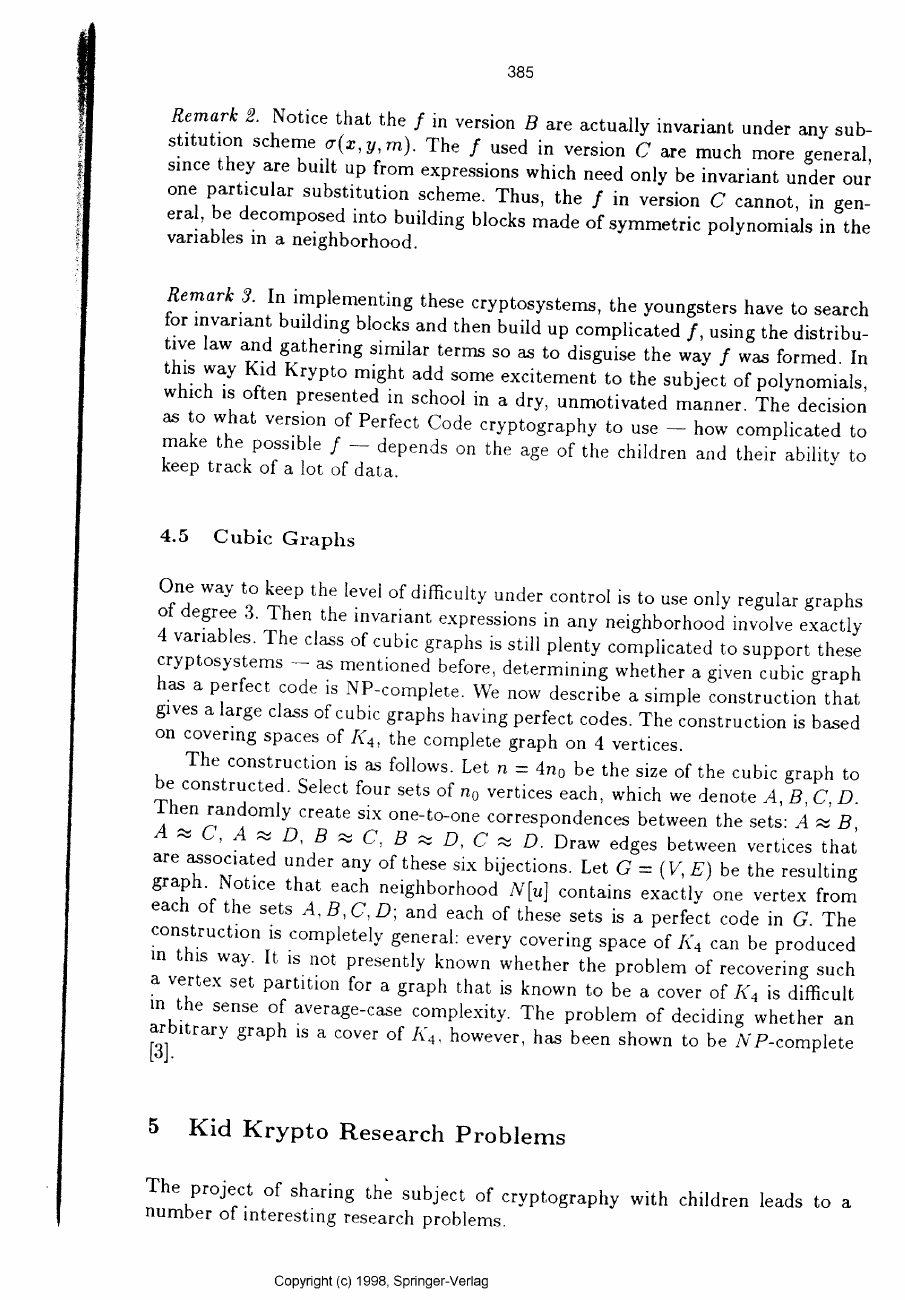 385
Remark 2. Notice that the f in version B are actually invariant under any sub-
stitution scheme σ(x, y, m). The f used in version C are much more general,
since they are built up from expressions which need only be invariant under our
one particular substitution scheme. Thus, the f in version C cannot, in gen-
eral, be decomposed into building blocks made of symmetric polynomials in the
variables in a neighborhood.
Remark 3. In implementing these cryptosystems, the youngsters have to search
for invariant building blocks and then build up complicated f, using the distribu-
tive law and gathering similar terms so as to disguise the way f was formed. In
this way Kid Krypto might add some excitement to the subject of polynomials,
which is often presented in school in a dry, unmotivated manner. The decision
as to what version of Perfect Code cryptography to use — how complicated to
make the possible f — depends on the age of the children and their ability to
keep track of a lot of data.
4.5 Cubic Graphs
One way to keep the level of difficulty under control is to use only regular graphs
of degree 3. Then the invariant expressions in any neighborhood involve exactly
4 variables. The class of cubic graphs is still plenty complicated to support these
cryptosystems — as mentioned before, determining whether a given cubic graph
has a perfect code is NP-complete. We now describe a simple construction that
gives a large class of cubic graphs having perfect codes. The construction is based
on covering spaces of K₄, the complete graph on 4 vertices.
The construction is as follows. Let n = 4n₀ be the size of the cubic graph to
be constructed. Select four sets of n₀ vertices each, which we denote A, B, C, D.
Then randomly create six one-to-one correspondences between the sets: A ≈ B,
A ≈ C, A ≈ D, B ≈ C, B ≈ D, C ≈ D. Draw edges between vertices that
are associated under any of these six bijections. Let G = (V, E) be the resulting
graph. Notice that each neighborhood N[u] contains exactly one vertex from
each of the sets A, B, C, D; and each of these sets is a perfect code in G. The
construction is completely general: every covering space of K₄ can be produced
in this way. It is not presently known whether the problem of recovering such
a vertex set partition for a graph that is known to be a cover of K₄ is difficult
in the sense of average-case complexity. The problem of deciding whether an
arbitrary graph is a cover of K₄, however, has been shown to be NP-complete
[3].
5 Kid Krypto Research Problems
The project of sharing the subject of cryptography with children leads to a
number of interesting research problems.
Copyright (c) 1998, Springer-Verlag